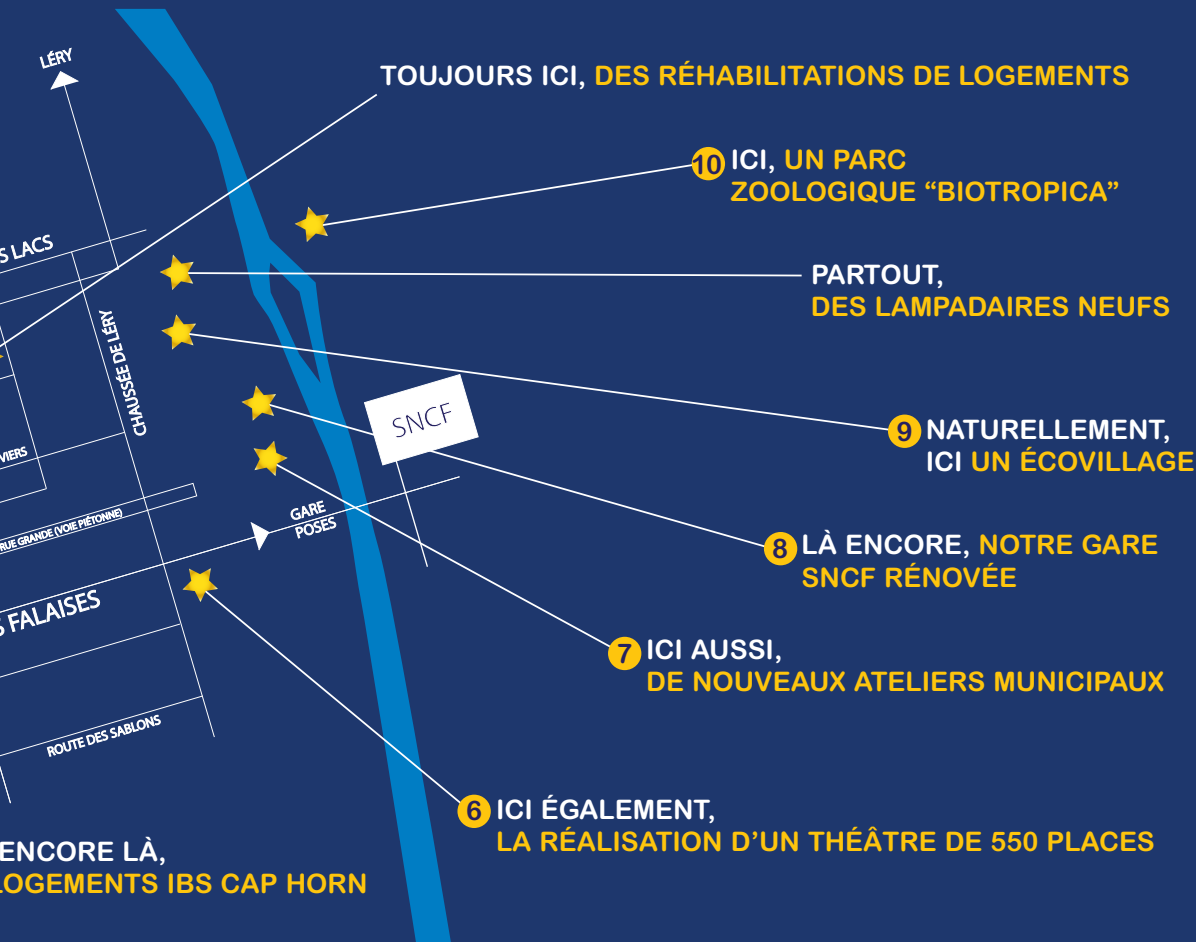 LÉRY
TOUJOURS ICI, DES RÉHABILITATIONS DE LOGEMENTS
10 ICI, UN PARC
ZOOLOGIQUE “BIOTROPICA”
S LACS
PARTOUT,
DES LAMPADAIRES NEUFS
CHAUSSÉE DE LÉRY
SNCF
9 NATURELLEMENT,
ICI UN ÉCOVILLAGE
VIERS
GARE
POSES
RUE GRANDE (VOIE PIÉTONNE)
8 LÀ ENCORE, NOTRE GARE
SNCF RÉNOVÉE
S FALAISES
7 ICI AUSSI,
DE NOUVEAUX ATELIERS MUNICIPAUX
ROUTE DES SABLONS
6 ICI ÉGALEMENT,
LA RÉALISATION D’UN THÉÂTRE DE 550 PLACES
ENCORE LÀ,
LOGEMENTS IBS CAP HORN